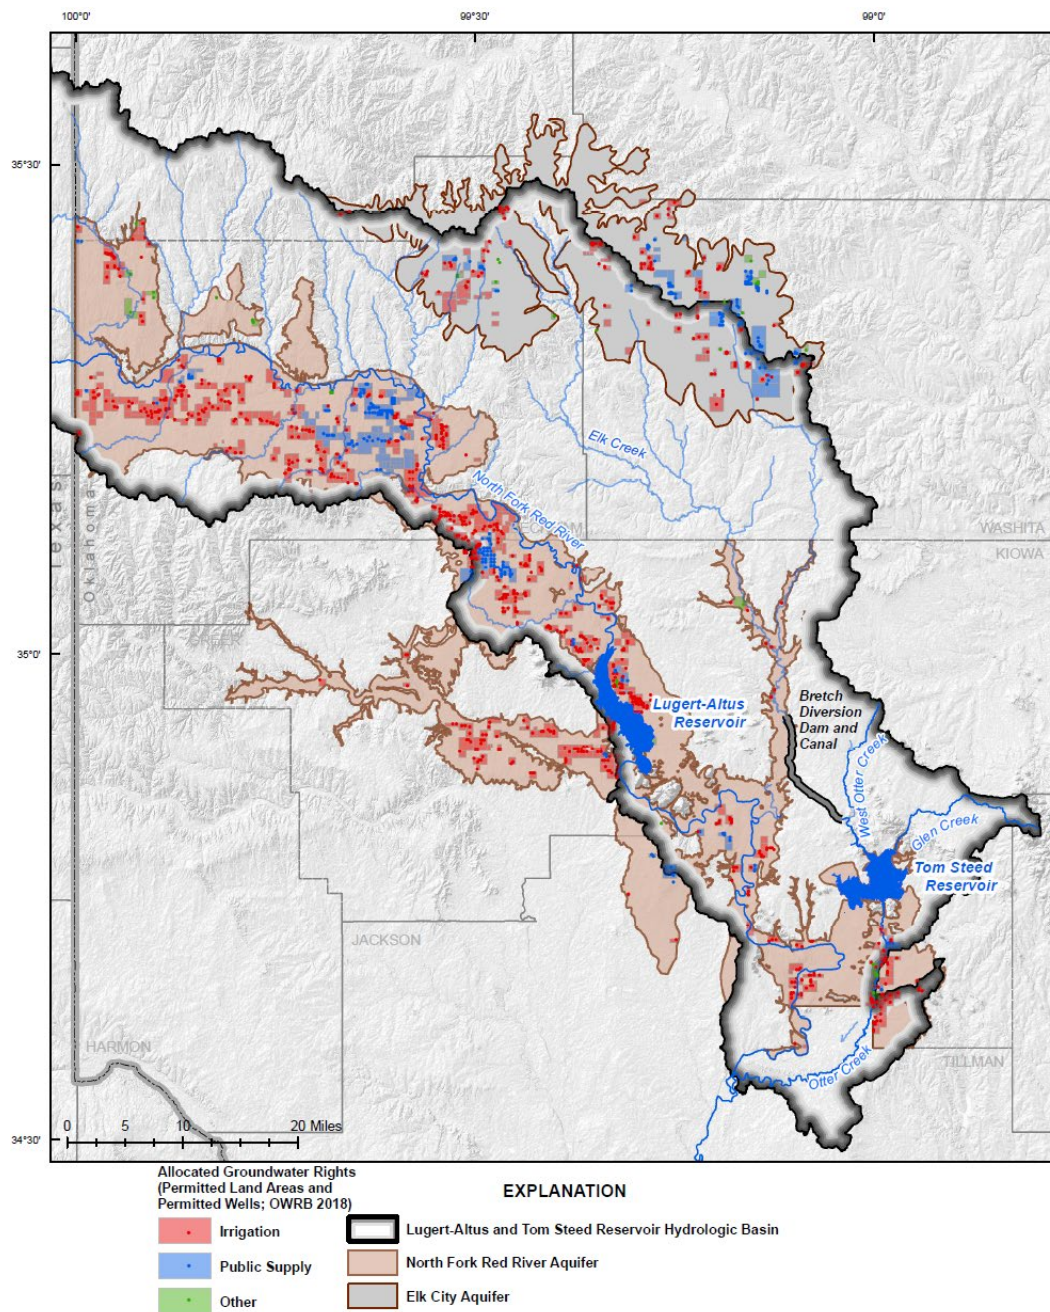 100°0'
99°30'
99°0'
35°30'
Elk Creek
North Fork Red River
WASHITA
KIOWA
Texas
Oklahoma
35°0'
Bretch
Diversion
Dam and
Canal
Lugert-Altus
Reservoir
West Otter Creek
Glen Creek
Tom Steed
Reservoir
JACKSON
HARMON
TILLMAN
Otter Creek
34°30'
0 5 10 20 Miles
Allocated Groundwater Rights
(Permitted Land Areas and
Permitted Wells; OWRB 2018)
Irrigation
Public Supply
Other
EXPLANATION
Lugert-Altus and Tom Steed Reservoir Hydrologic Basin
North Fork Red River Aquifer
Elk City Aquifer